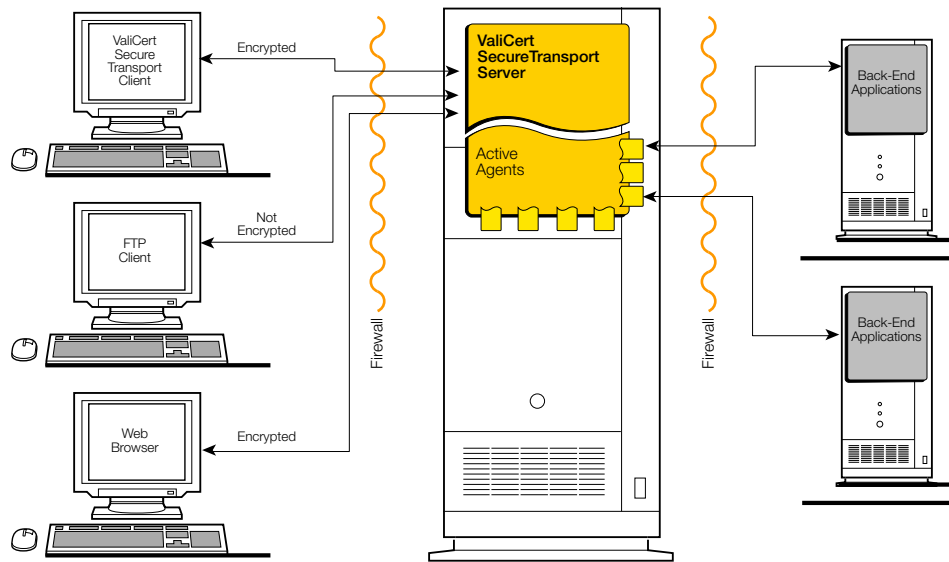 ValiCert
Secure
Transport
Client
Encrypted
FTP
Client
Not
Encrypted
Web
Browser
Encrypted
Firewall
ValiCert
SecureTransport
Server
Active
Agents
Firewall
Back-End
Applications
Back-End
Applications